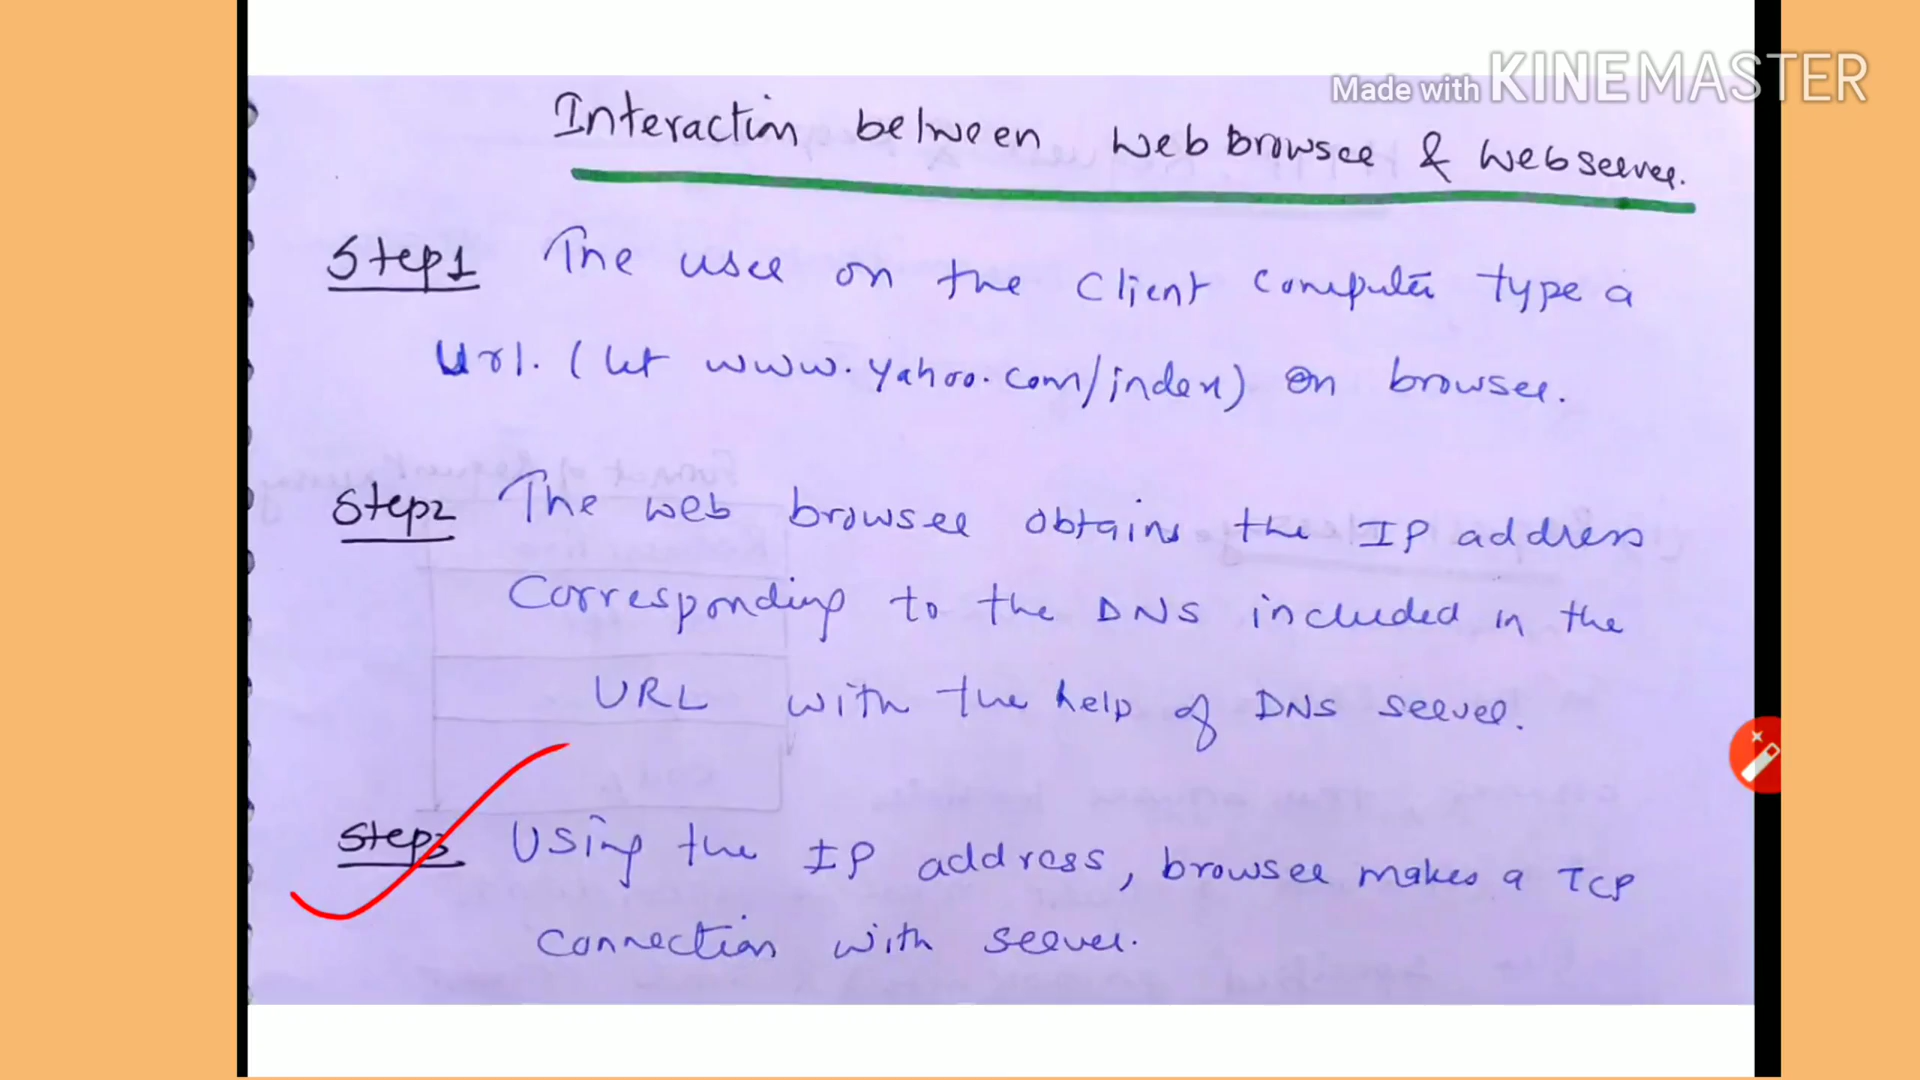 Made with KINEMASTER
Interaction between web browser & web server.
Step1 The user on the client computer type a
Url. (let www.yahoo.com/index) on browser.
Step2 The web browser obtains the IP address
corresponding to the DNS included in the
URL with the help of DNS server.
Step3 Using the IP address, browser makes a TCP
connection with server.